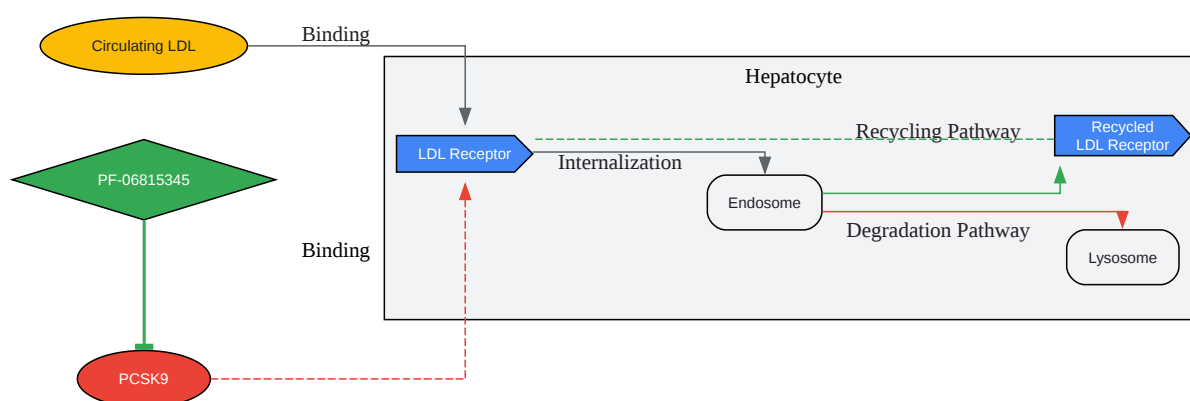 Circulating LDL
Binding
Hepatocyte
Recycling Pathway
Recycled
LDL Receptor
LDL Receptor
Internalization
PF-06815345
Endosome
Degradation Pathway
Binding
Lysosome
PCSK9